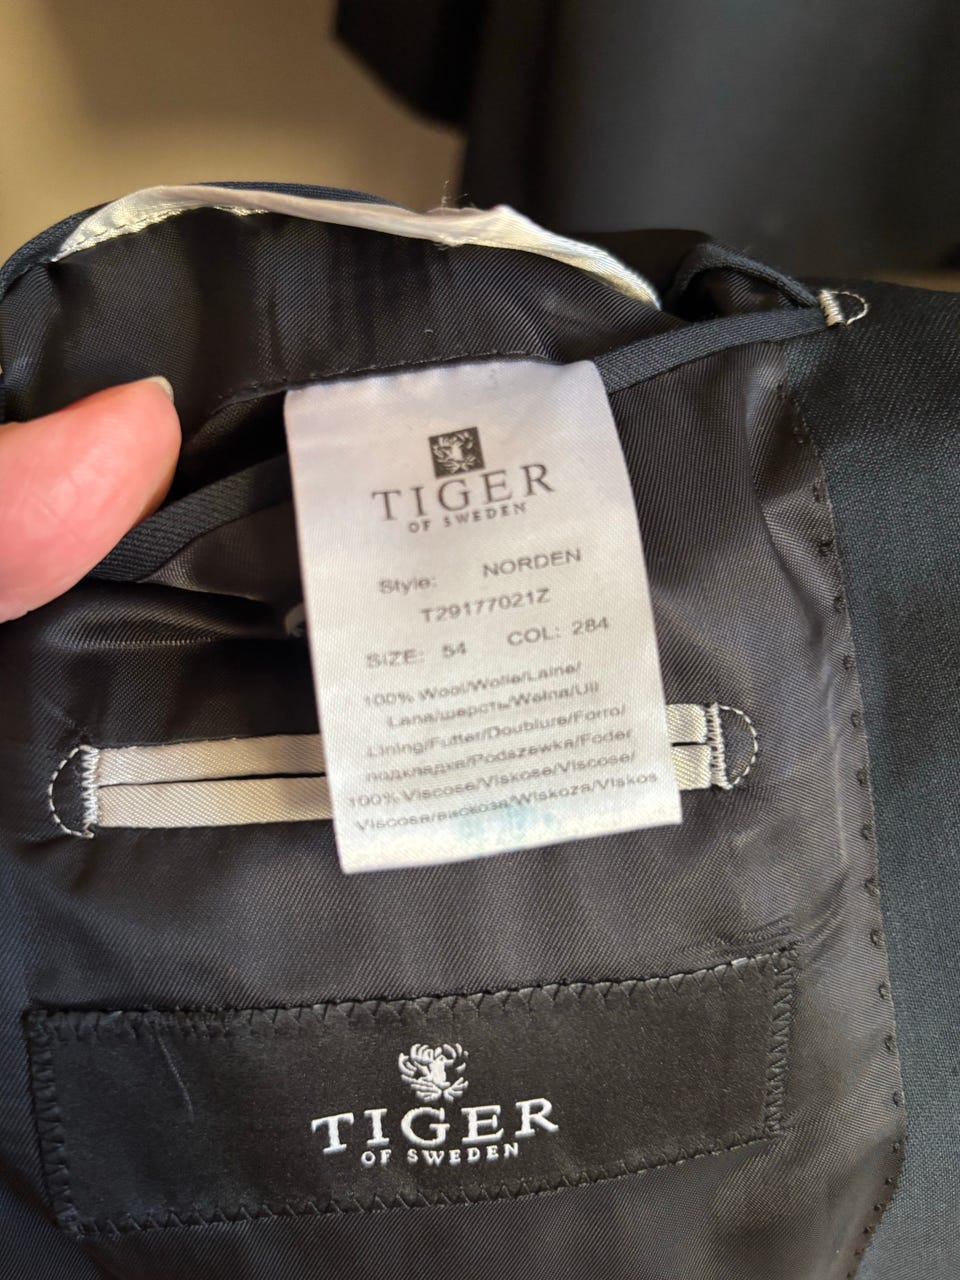 TIGER
OF SWEDEN
Style: NORDEN
T29177021Z
SIZE: 54 COL: 284
100% Wool/Wolle/Laine/
Lana/шерсть/Wełna/Ull
Lining/Futter/Doublure/Forro/
подкладка/Podszewka/Foder
100% Viscose/Viskose/Viscose/
Viscosa/вискоза/Wiskoza/Viskos
TIGER
OF SWEDEN